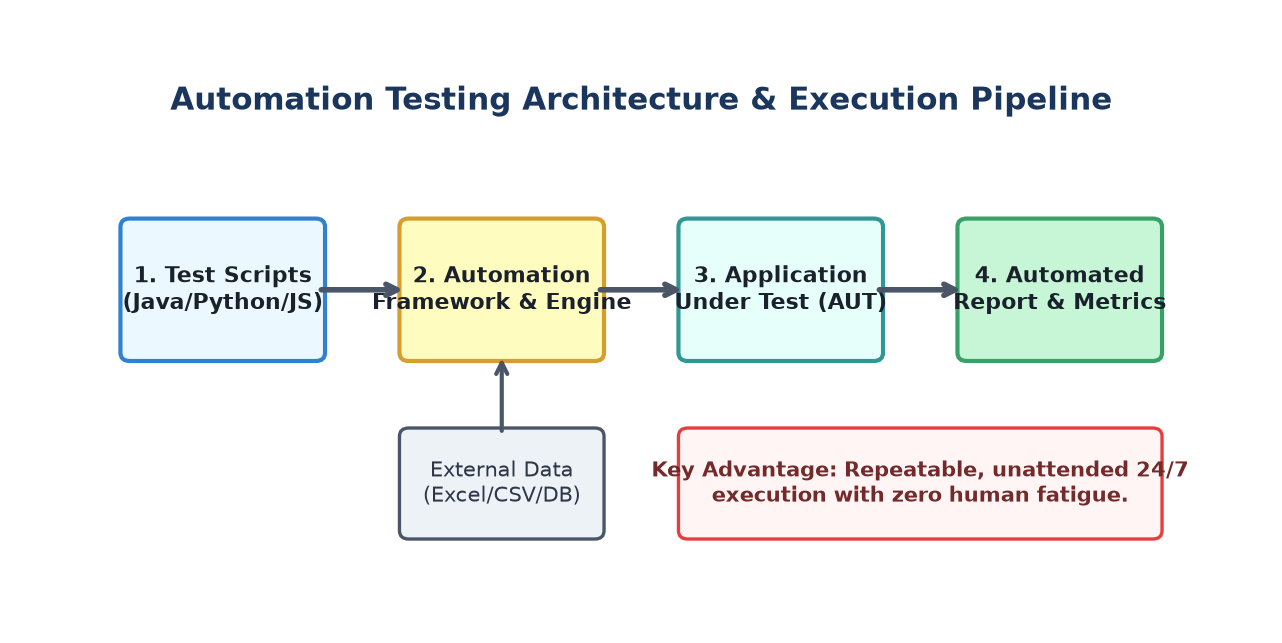 Automation Testing Architecture & Execution Pipeline
1. Test Scripts
(Java/Python/JS)
2. Automation
Framework & Engine
3. Application
Under Test (AUT)
4. Automated
Report & Metrics
External Data
(Excel/CSV/DB)
Key Advantage: Repeatable, unattended 24/7
execution with zero human fatigue.